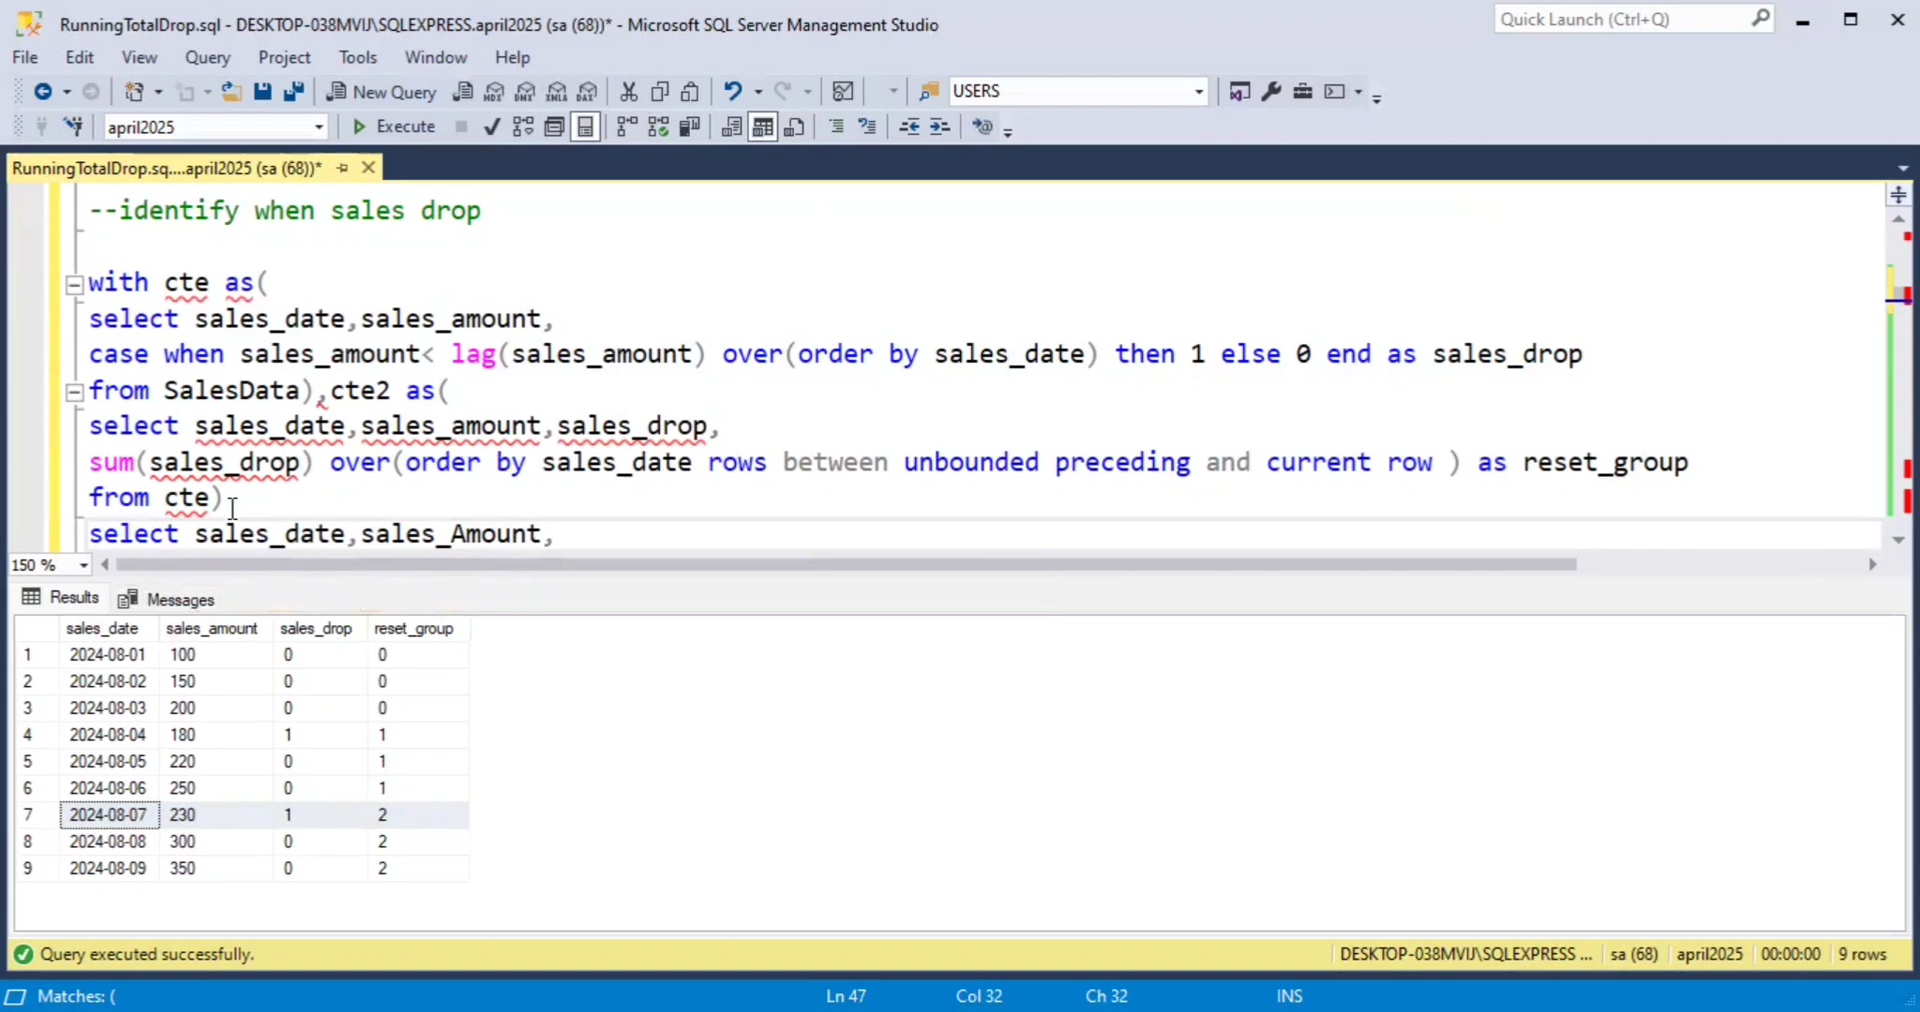 RunningTotalDrop.sql - DESKTOP-038MVIJ\SQLEXPRESS.april2025 (sa (68))* - Microsoft SQL Server Management Studio
Quick Launch (Ctrl+Q)
File Edit View Query Project Tools Window Help
New Query MDX DMX XMLA DAX USERS
april2025 Execute
RunningTotalDrop.sq....april2025 (sa (68))*
--identify when sales drop
with cte as(
select sales_date,sales_amount,
case when sales_amount< lag(sales_amount) over(order by sales_date) then 1 else 0 end as sales_drop
from SalesData),cte2 as(
select sales_date,sales_amount,sales_drop,
sum(sales_drop) over(order by sales_date rows between unbounded preceding and current row ) as reset_group
from cte)
select sales_date,sales_Amount,
150 %
Results Messages
sales_date sales_amount sales_drop reset_group
1 2024-08-01 100 0 0
2 2024-08-02 150 0 0
3 2024-08-03 200 0 0
4 2024-08-04 180 1 1
5 2024-08-05 220 0 1
6 2024-08-06 250 0 1
7 2024-08-07 230 1 2
8 2024-08-08 300 0 2
9 2024-08-09 350 0 2
Query executed successfully. DESKTOP-038MVIJ\SQLEXPRESS ... sa (68) april2025 00:00:00 9 rows
Matches: ( Ln 47 Col 32 Ch 32 INS